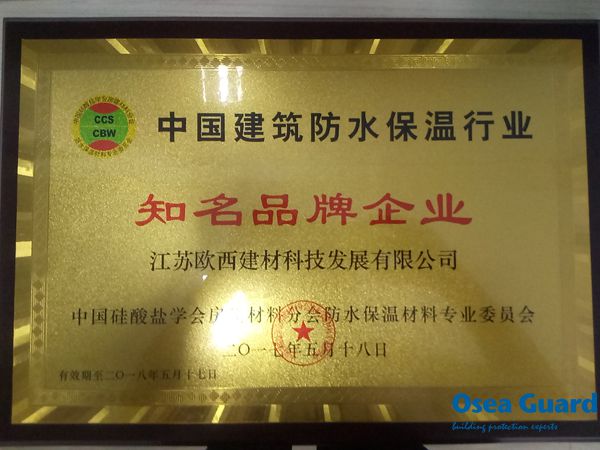 CCS
CBW
中国建筑防水保温行业
知名品牌企业
江苏欧西建材科技发展有限公司
中国硅酸盐学会房 材料分会防水保温材料专业委员会
二〇一七年五月十八日
有效期至二〇一八年五月十七日
Osea Guard
building protection experts